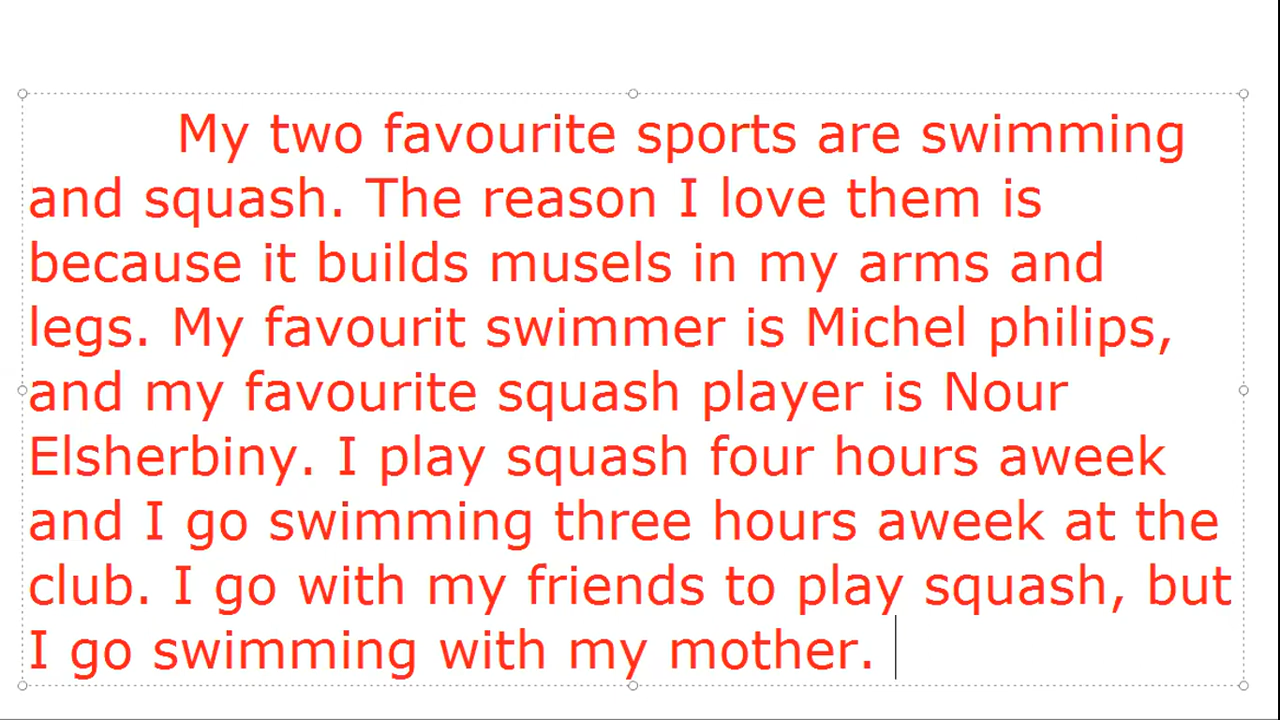 My two favourite sports are swimming
and squash. The reason I love them is
because it builds musels in my arms and
legs. My favourit swimmer is Michel philips,
and my favourite squash player is Nour
Elsherbiny. I play squash four hours aweek
and I go swimming three hours aweek at the
club. I go with my friends to play squash, but
I go swimming with my mother.